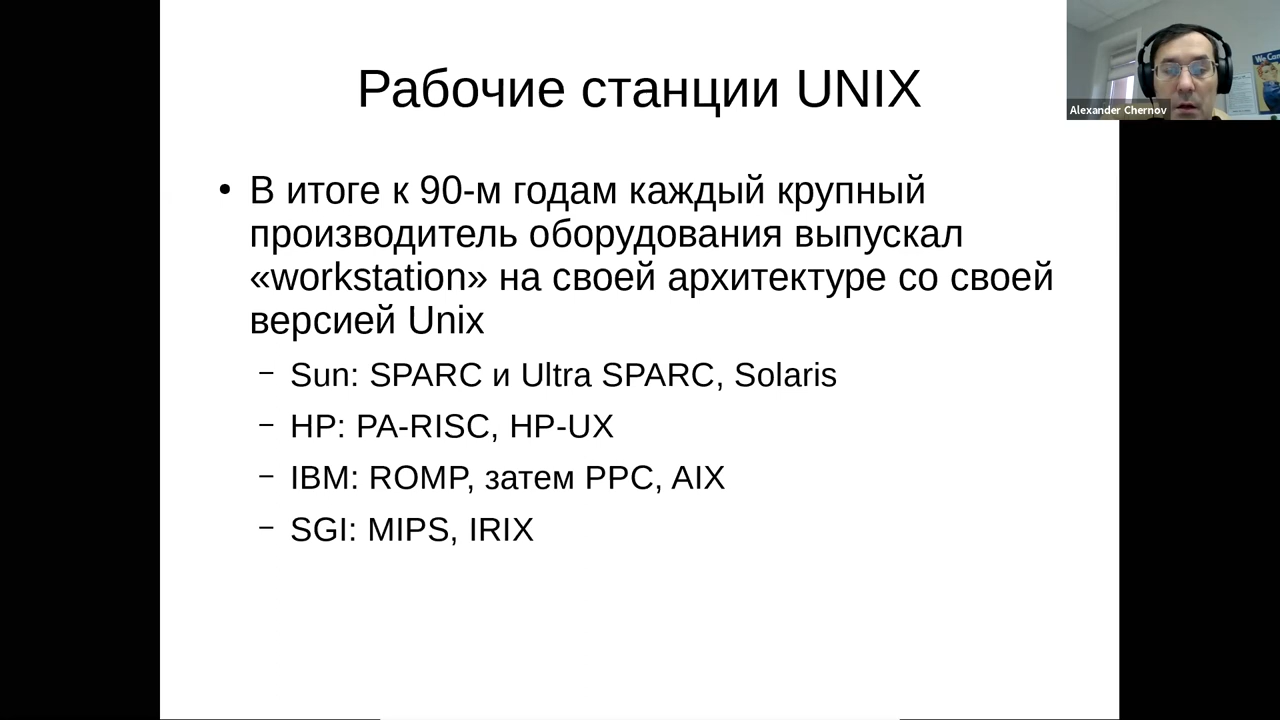 Рабочие станции UNIX
We Can
Alexander Chernov
• В итоге к 90-м годам каждый крупный
производитель оборудования выпускал
«workstation» на своей архитектуре со своей
версией Unix
– Sun: SPARC и Ultra SPARC, Solaris
– HP: PA-RISC, HP-UX
– IBM: ROMP, затем PPC, AIX
– SGI: MIPS, IRIX